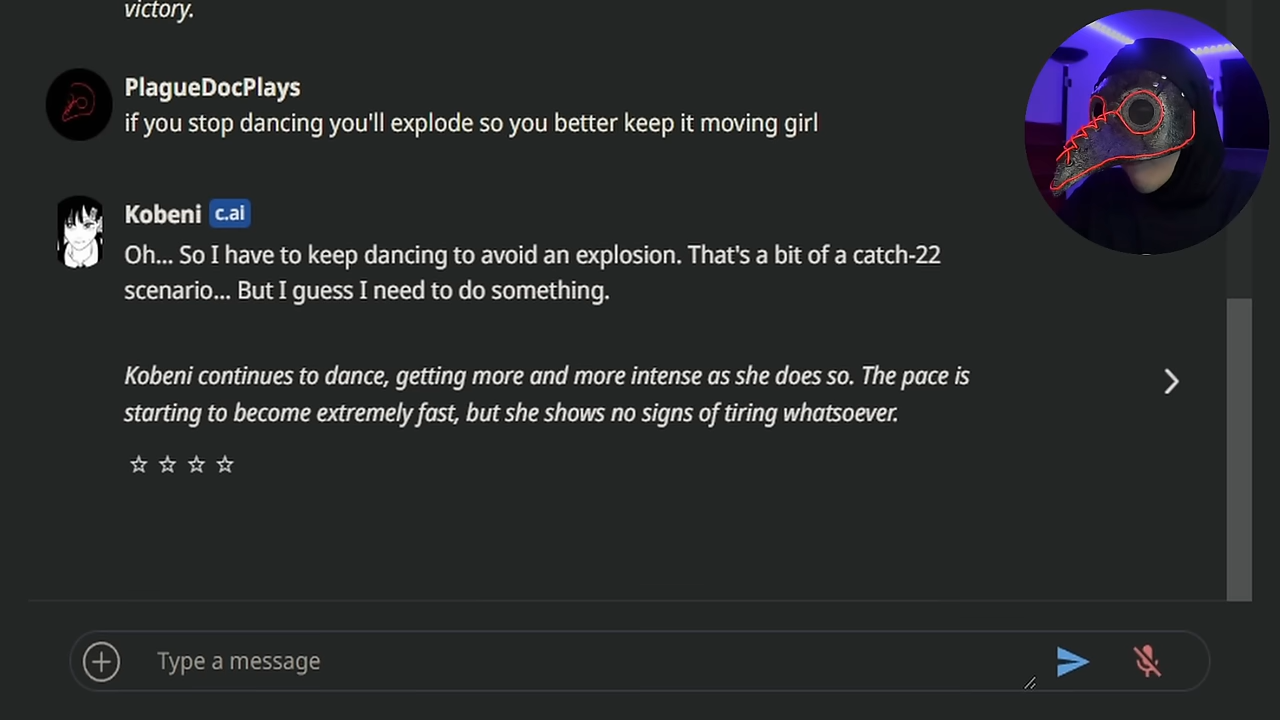 victory.
PlagueDocPlays
if you stop dancing you'll explode so you better keep it moving girl
Kobeni c.ai
Oh... So I have to keep dancing to avoid an explosion. That's a bit of a catch-22
scenario... But I guess I need to do something.
Kobeni continues to dance, getting more and more intense as she does so. The pace is
starting to become extremely fast, but she shows no signs of tiring whatsoever.
Type a message